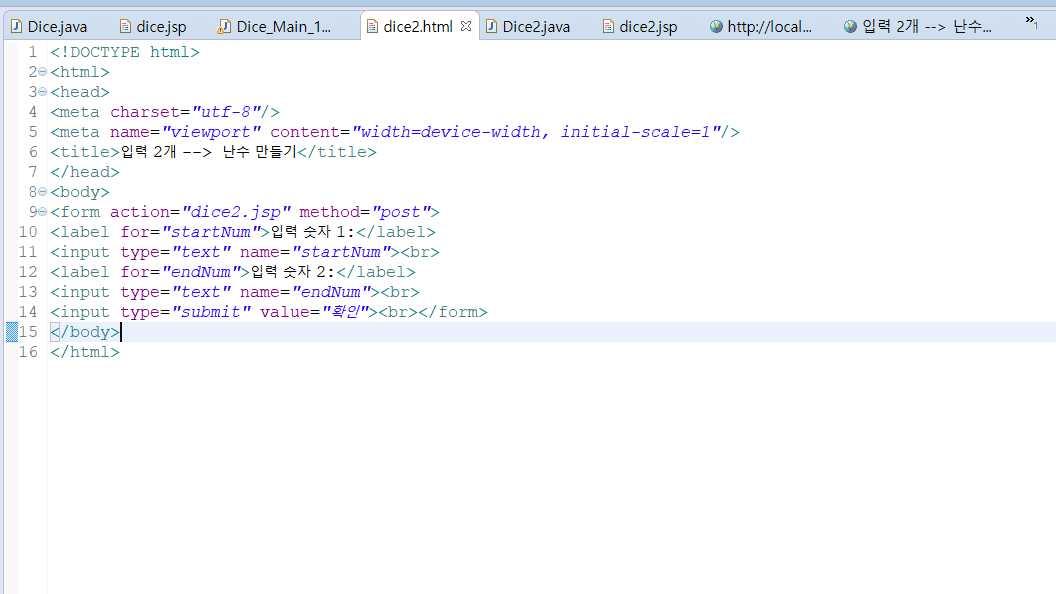 Dice.java dice.jsp Dice_Main_1... dice2.html Dice2.java dice2.jsp http://local... 입력 2개 --> 난수... »1
1 <!DOCTYPE html>
2 <html>
3 <head>
4 <meta charset="utf-8"/>
5 <meta name="viewport" content="width=device-width, initial-scale=1"/>
6 <title>입력 2개 --> 난수 만들기</title>
7 </head>
8 <body>
9 <form action="dice2.jsp" method="post">
10 <label for="startNum">입력 숫자 1:</label>
11 <input type="text" name="startNum"><br>
12 <label for="endNum">입력 숫자 2:</label>
13 <input type="text" name="endNum"><br>
14 <input type="submit" value="확인"><br></form>
15 </body>
16 </html>